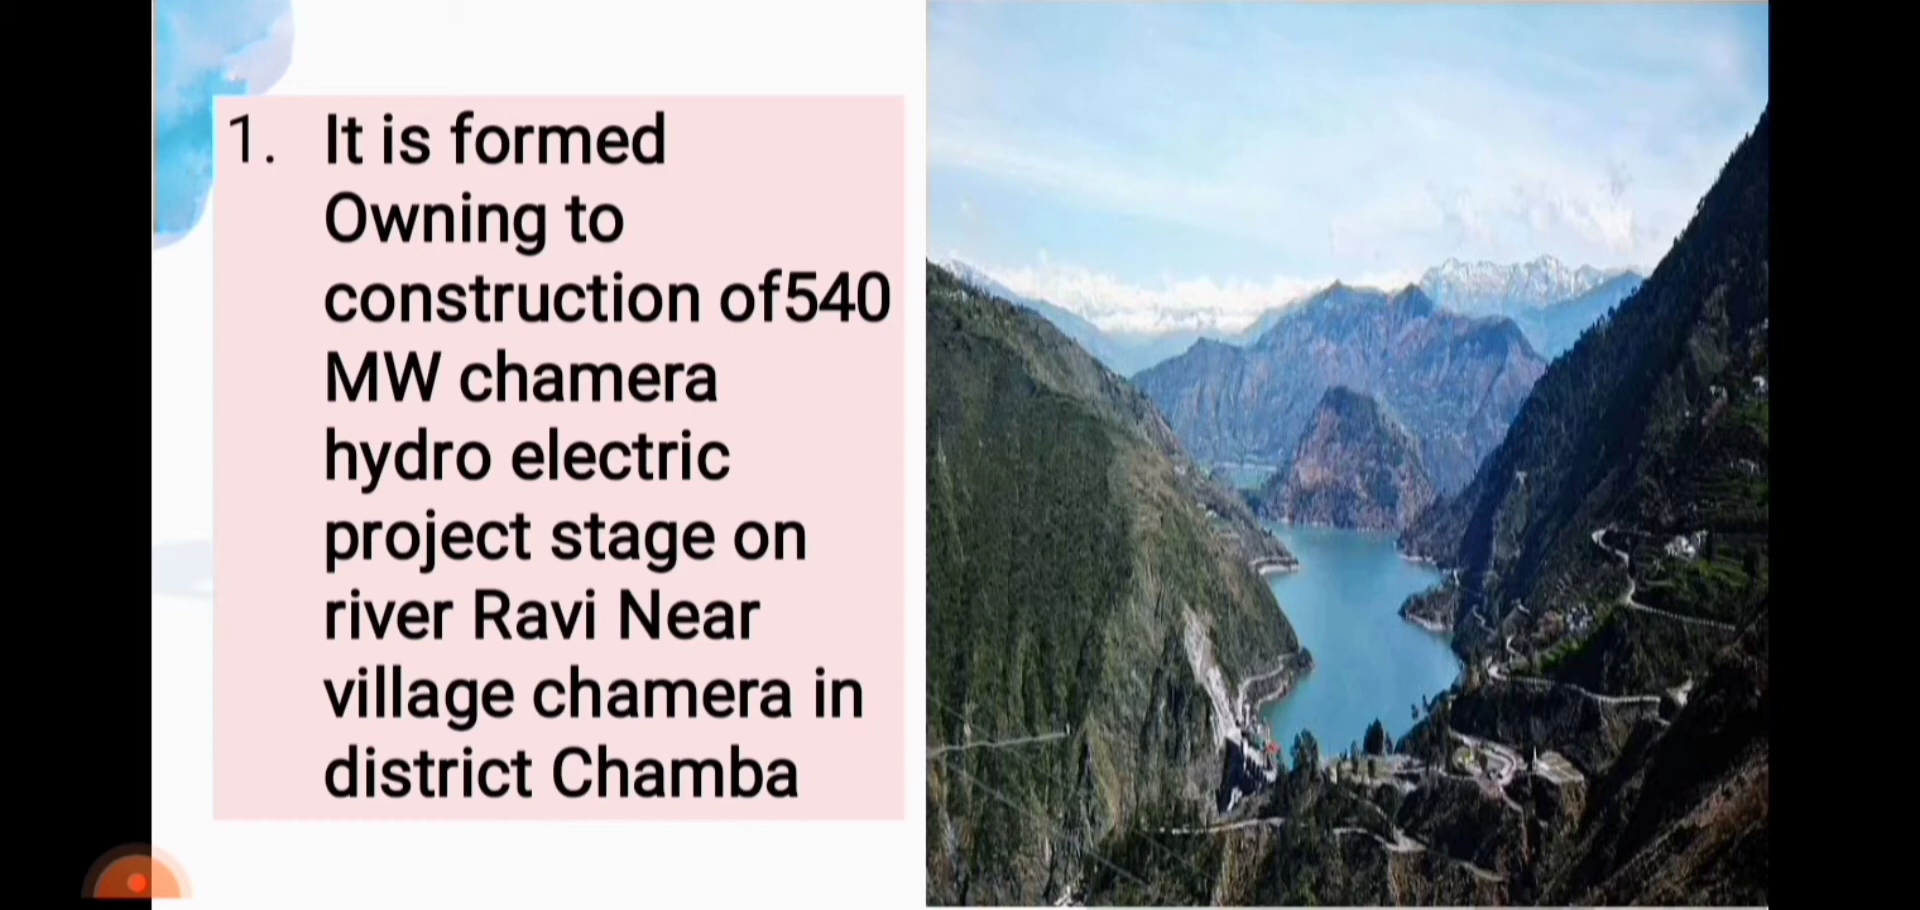 1. It is formed
Owning to
construction of540
MW chamera
hydro electric
project stage on
river Ravi Near
village chamera in
district Chamba